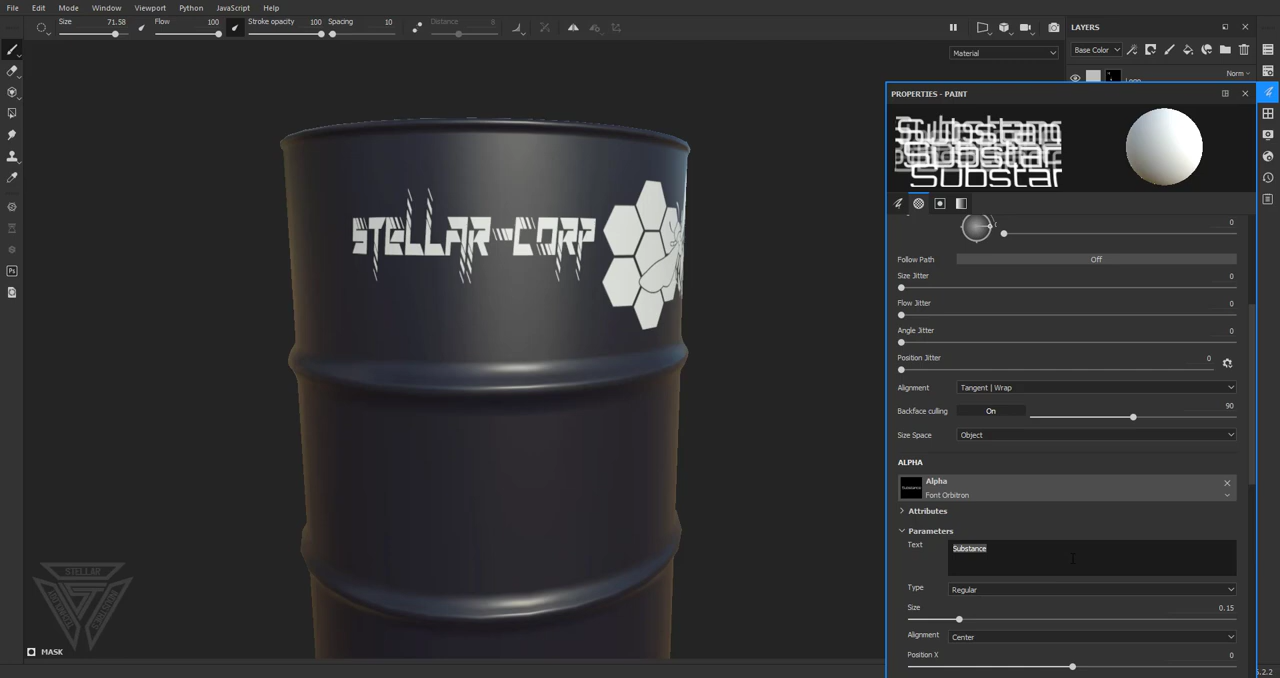 File Edit Mode Window Viewport Python JavaScript Help
Size 71.58 Flow 100 Stroke opacity 100 Spacing 10 Distance 8
Material
LAYERS
Base Color
Norm
PROPERTIES - PAINT
Substar
STELLAR-CORP
0
Follow Path Off
Size Jitter 0
Flow Jitter 0
Angle Jitter 0
Position Jitter 0
Alignment Tangent | Wrap
Backface culling On 90
Size Space Object
ALPHA
Alpha
Font Orbitron
Attributes
Parameters
Text Substance
Type Regular
Size 0.15
Alignment Center
Position X 0
STELLAR
MASK